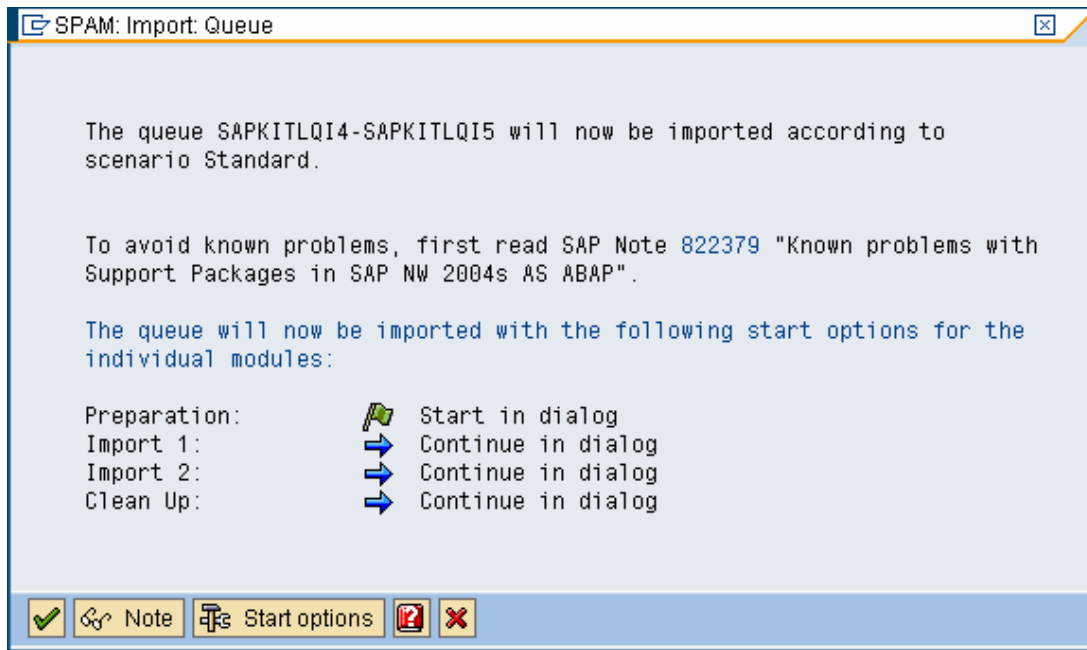 SPAM: Import: Queue
The queue SAPKITLQI4-SAPKITLQI5 will now be imported according to
scenario Standard.
To avoid known problems, first read SAP Note 822379 "Known problems with
Support Packages in SAP NW 2004s AS ABAP".
The queue will now be imported with the following start options for the
individual modules:
Preparation: Start in dialog
Import 1: Continue in dialog
Import 2: Continue in dialog
Clean Up: Continue in dialog
Note Start options